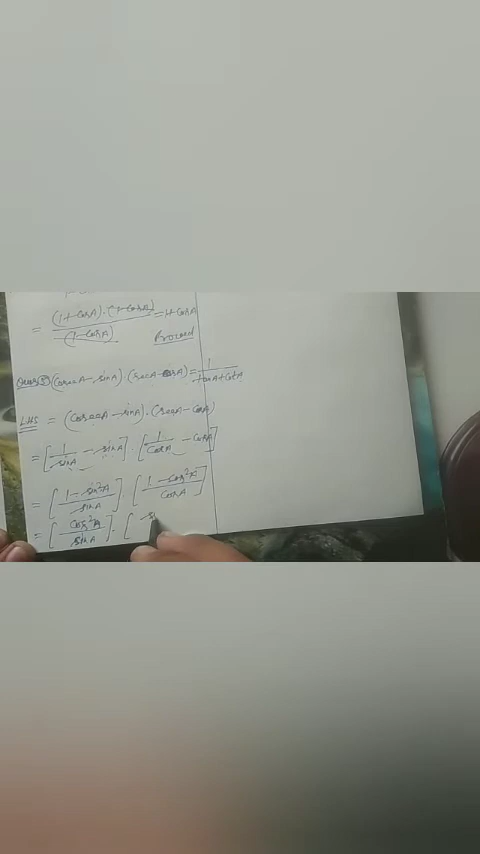 = (1+CosA).(1-CosA) / (1-CosA) = 1+CosA
Prooved
Ques(5) (CosecA-sinA) (secA-CosA) = 1 / tanA+CotA
LHS = (CosecA-sinA).(secA-CosA)
= [1/sinA - sinA] [1/CosA - CosA]
= [1-sin²A / sinA] [1-Cos²A / CosA]
= [Cos²A / sinA] . [